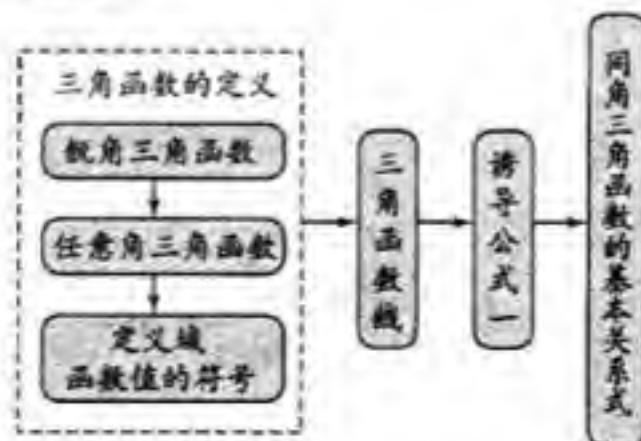 三角函数的定义
锐角三角函数
任意角三角函数
定义域
函数值的符号
三角函数线
诱导公式一
同角三角函数的基本关系式